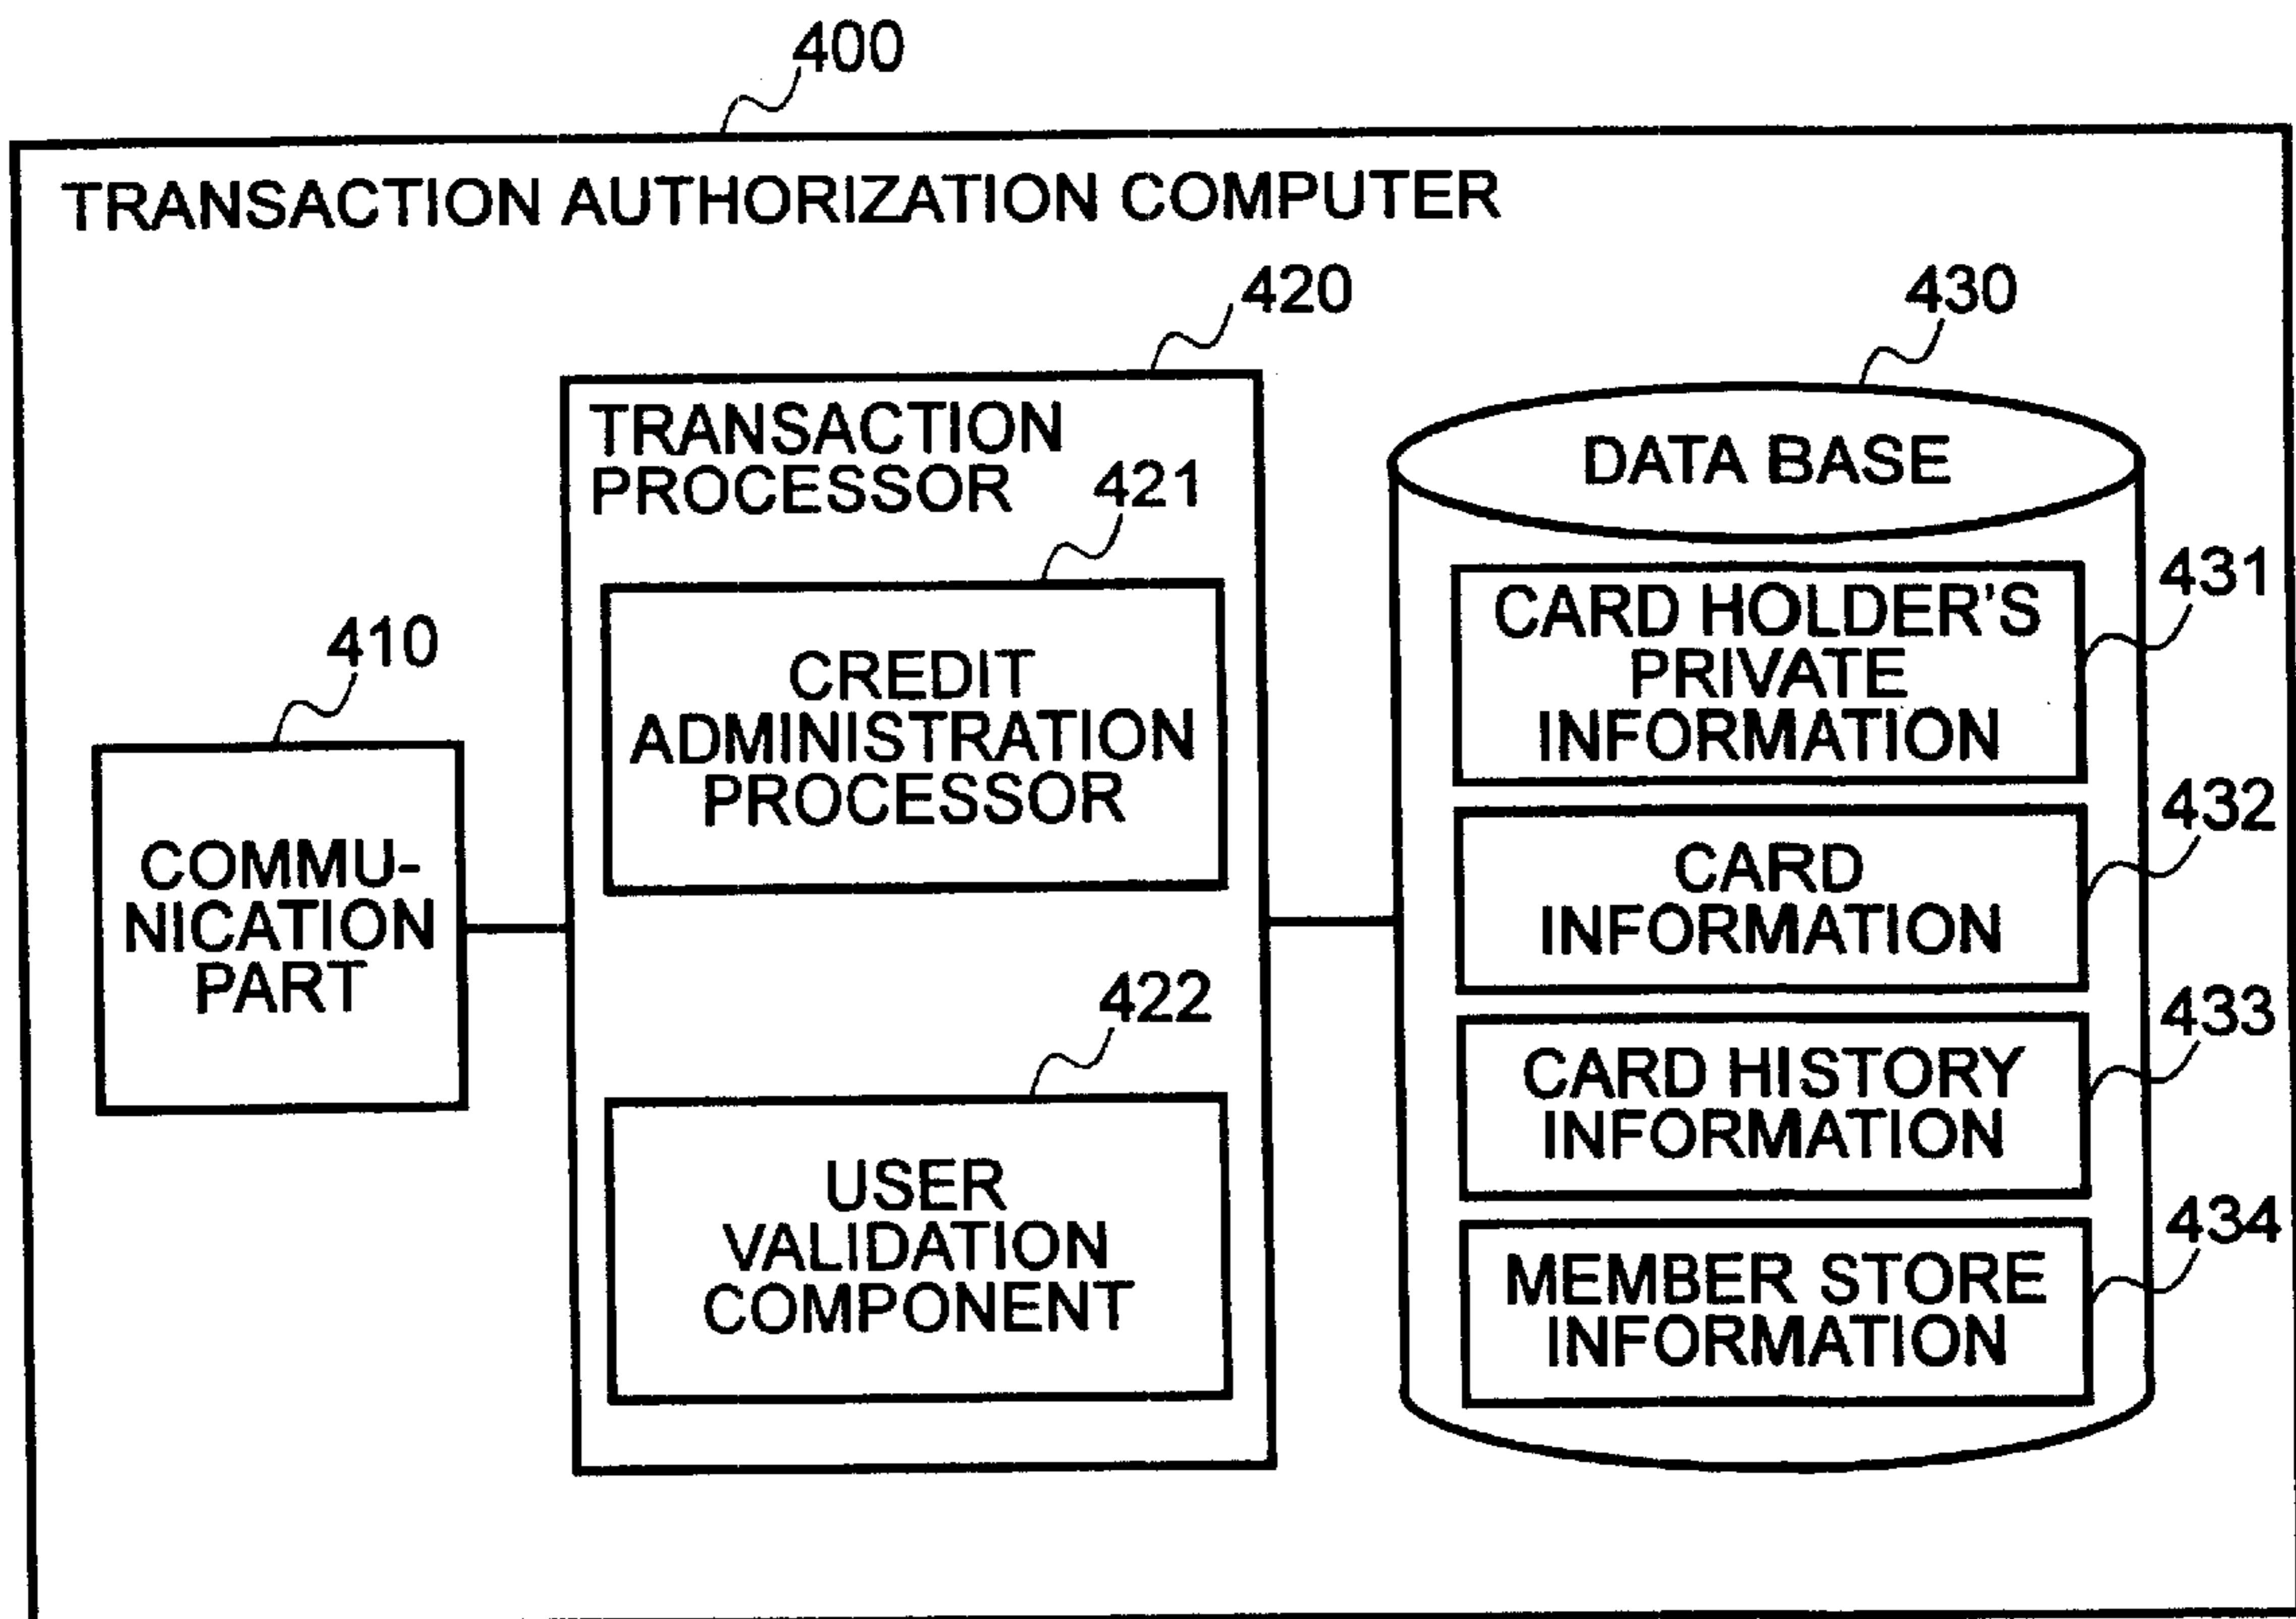 400
TRANSACTION AUTHORIZATION COMPUTER
420
430
TRANSACTION
PROCESSOR
421
DATA BASE
410
CREDIT
ADMINISTRATION
PROCESSOR
CARD HOLDER'S
PRIVATE
INFORMATION
431
COMMU-
NICATION
PART
CARD
INFORMATION
432
422
USER
VALIDATION
COMPONENT
CARD HISTORY
INFORMATION
433
MEMBER STORE
INFORMATION
434